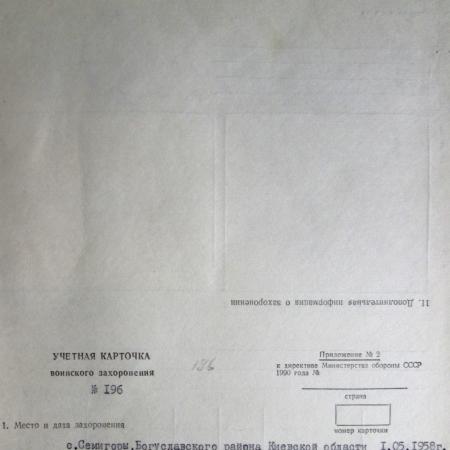 11. Дополнительная информация о захоронении
УЧЕТНАЯ КАРТОЧКА
воинского захоронения
№ 196
186
Приложение № 2
к директиве Министерства обороны СССР
1990 года №
страна
номер карточки
1. Место и дата захоронения
с.Семигоры,Богуславского района Киевской области 1.05.1958г.